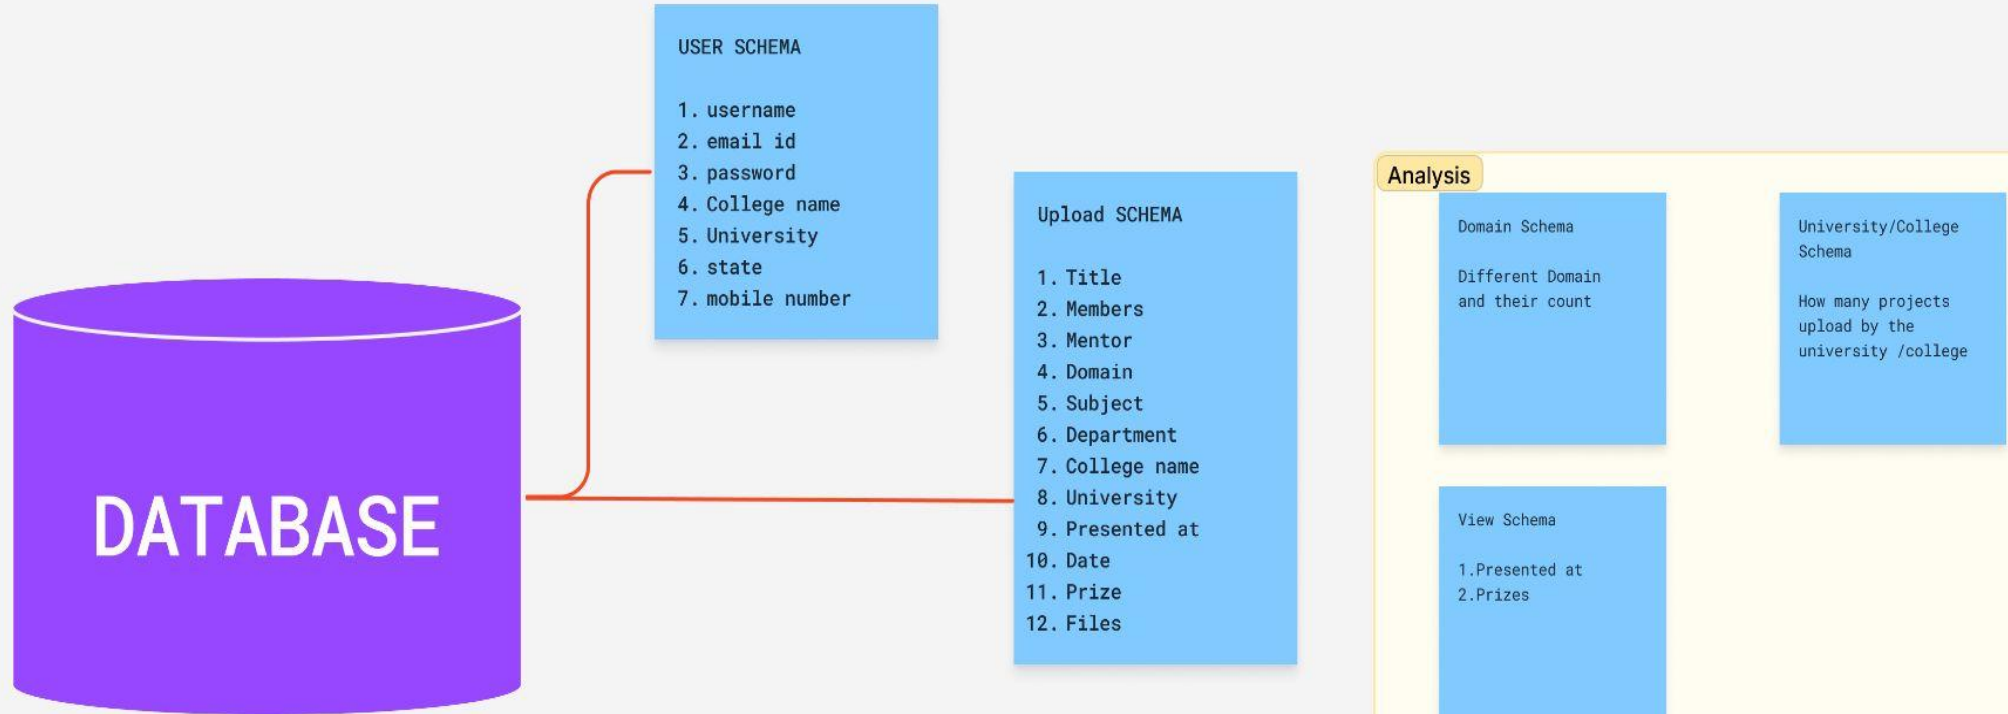 DATABASE
USER SCHEMA
1. username
2. email id
3. password
4. College name
5. University
6. state
7. mobile number
Upload SCHEMA
1. Title
2. Members
3. Mentor
4. Domain
5. Subject
6. Department
7. College name
8. University
9. Presented at
10. Date
11. Prize
12. Files
Analysis
Domain Schema
Different Domain
and their count
University/College
Schema
How many projects
upload by the
university /college
View Schema
1.Presented at
2.Prizes